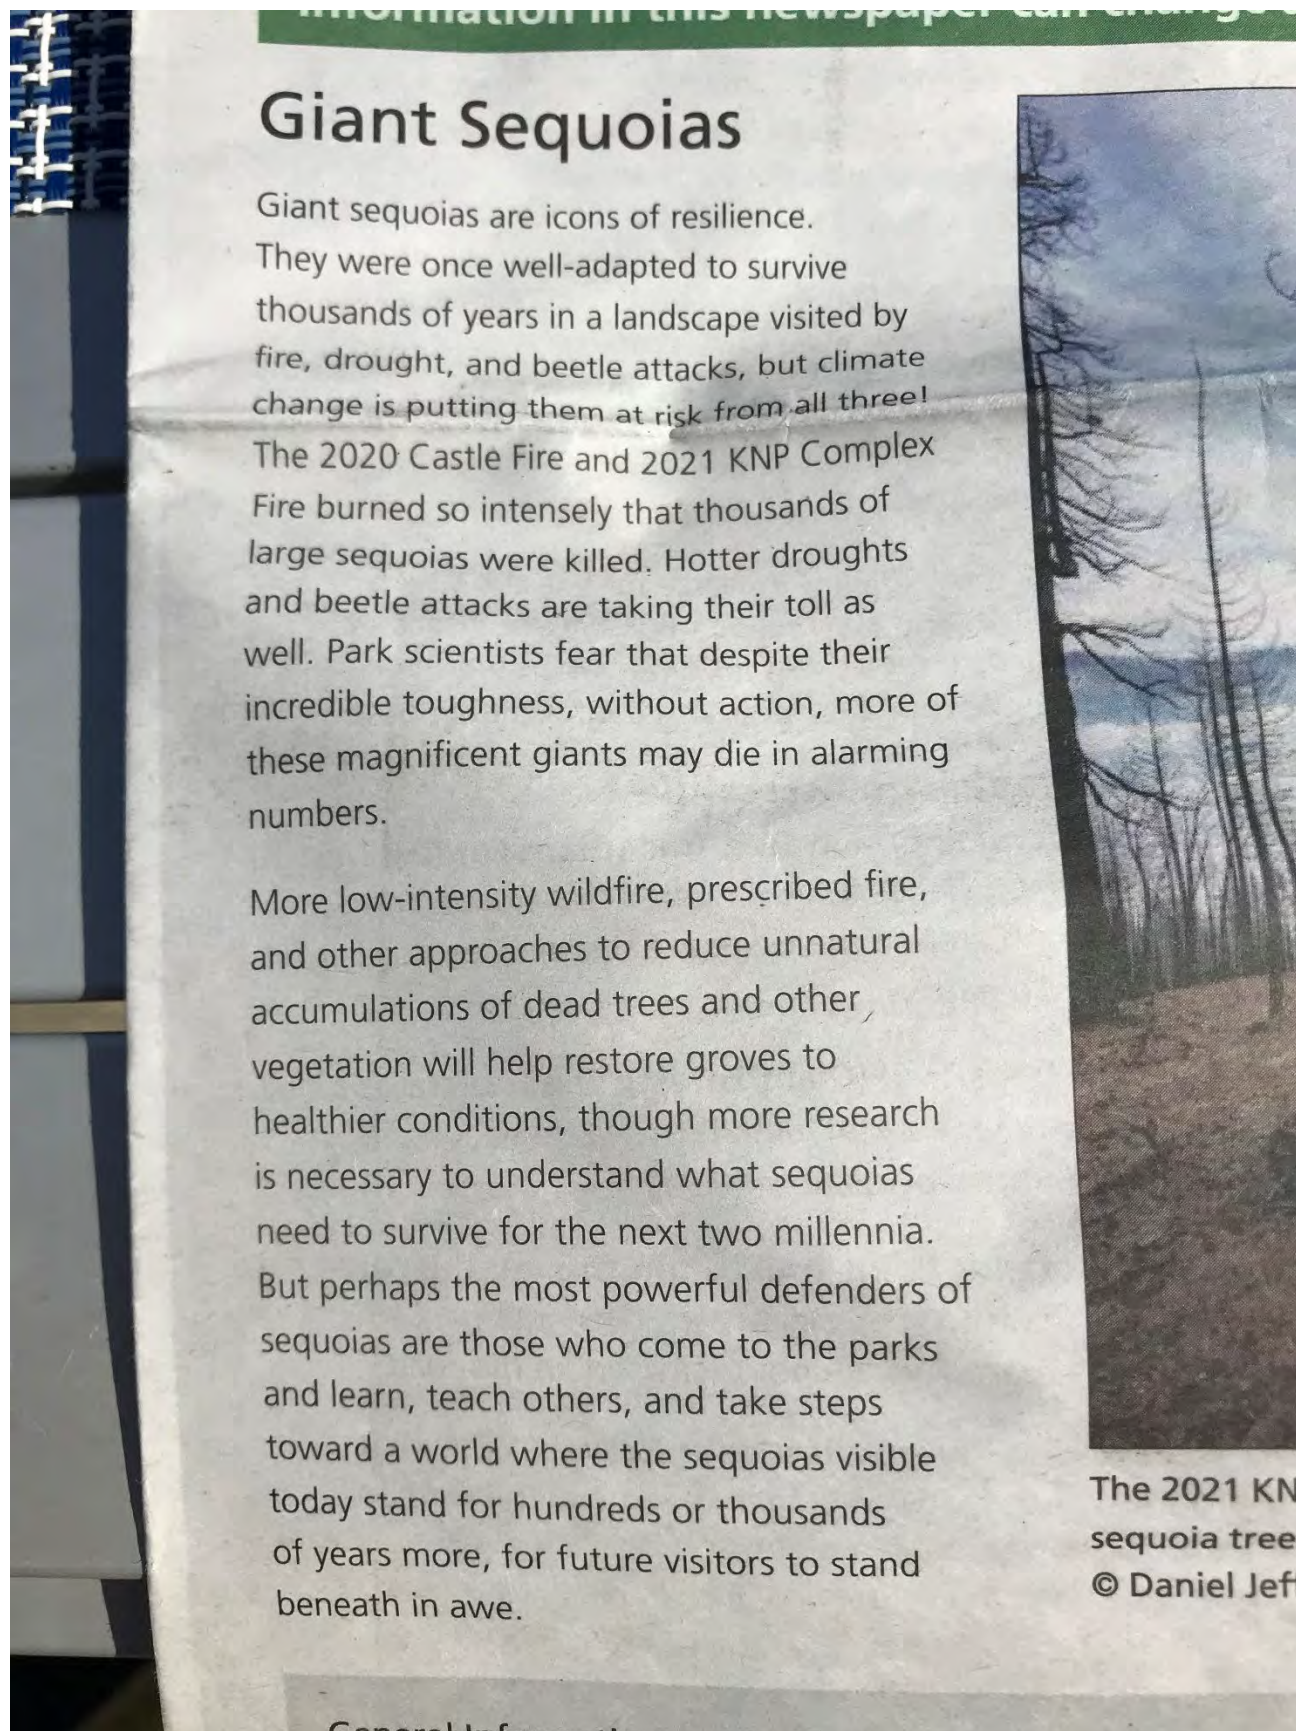 information in this newspaper can change
Giant Sequoias
Giant sequoias are icons of resilience.
They were once well-adapted to survive
thousands of years in a landscape visited by
fire, drought, and beetle attacks, but climate
change is putting them at risk from all three!
The 2020 Castle Fire and 2021 KNP Complex
Fire burned so intensely that thousands of
large sequoias were killed. Hotter droughts
and beetle attacks are taking their toll as
well. Park scientists fear that despite their
incredible toughness, without action, more of
these magnificent giants may die in alarming
numbers.
More low-intensity wildfire, prescribed fire,
and other approaches to reduce unnatural
accumulations of dead trees and other
vegetation will help restore groves to
healthier conditions, though more research
is necessary to understand what sequoias
need to survive for the next two millennia.
But perhaps the most powerful defenders of
sequoias are those who come to the parks
and learn, teach others, and take steps
toward a world where the sequoias visible
today stand for hundreds or thousands
of years more, for future visitors to stand
beneath in awe.
The 2021 KN
sequoia tree
© Daniel Jeff